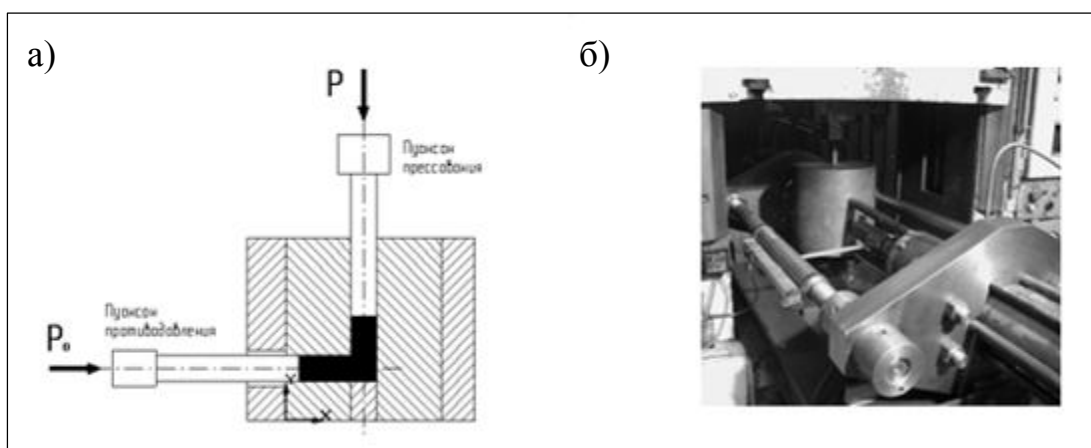 а)
б)
P
Пуансон
прессования
Пуансон
противодавления
P₀
Y
X